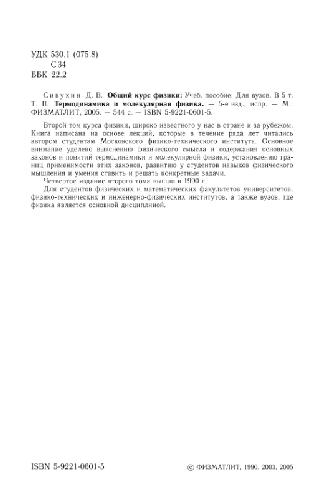 УДК 530.1 (075.8)
С 34
ББК 22.2
Сивухин Д. В. Общий курс физики: Учеб. пособие: Для вузов. В 5 т.
Т. II. Термодинамика и молекулярная физика. — 5-е изд., испр. — М.:
ФИЗМАТЛИТ, 2005. — 544 с. — ISBN 5-9221-0601-5.
Второй том курса физики, широко известного у нас в стране и за рубежом.
Книга написана на основе лекций, которые в течение ряда лет читались
автором студентам Московского физико-технического института. Основное
внимание уделено выяснению физического смысла и содержания основных
законов и понятий термодинамики и молекулярной физики, установлению гра-
ниц применимости этих законов, развитию у студентов навыков физического
мышления и умения ставить и решать конкретные задачи.
Четвертое издание второго тома вышло в 1990 г.
Для студентов физических и математических факультетов университетов,
физико-технических и инженерно-физических институтов, а также вузов, где
физика является основной дисциплиной.
ISBN 5-9221-0601-5
© ФИЗМАТЛИТ, 1990, 2003, 2005